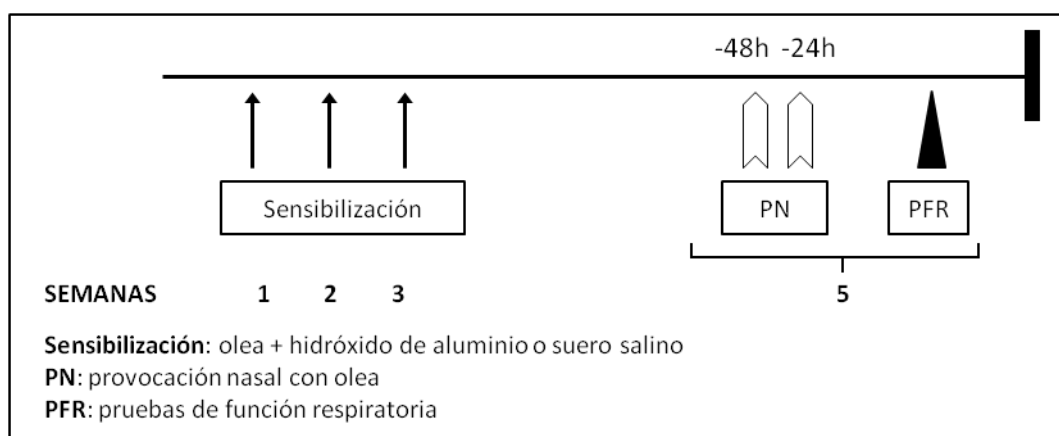 -48h -24h
Sensibilización
PN
PFR
SEMANAS 1 2 3 5
Sensibilización: olea + hidróxido de aluminio o suero salino
PN: provocación nasal con olea
PFR: pruebas de función respiratoria